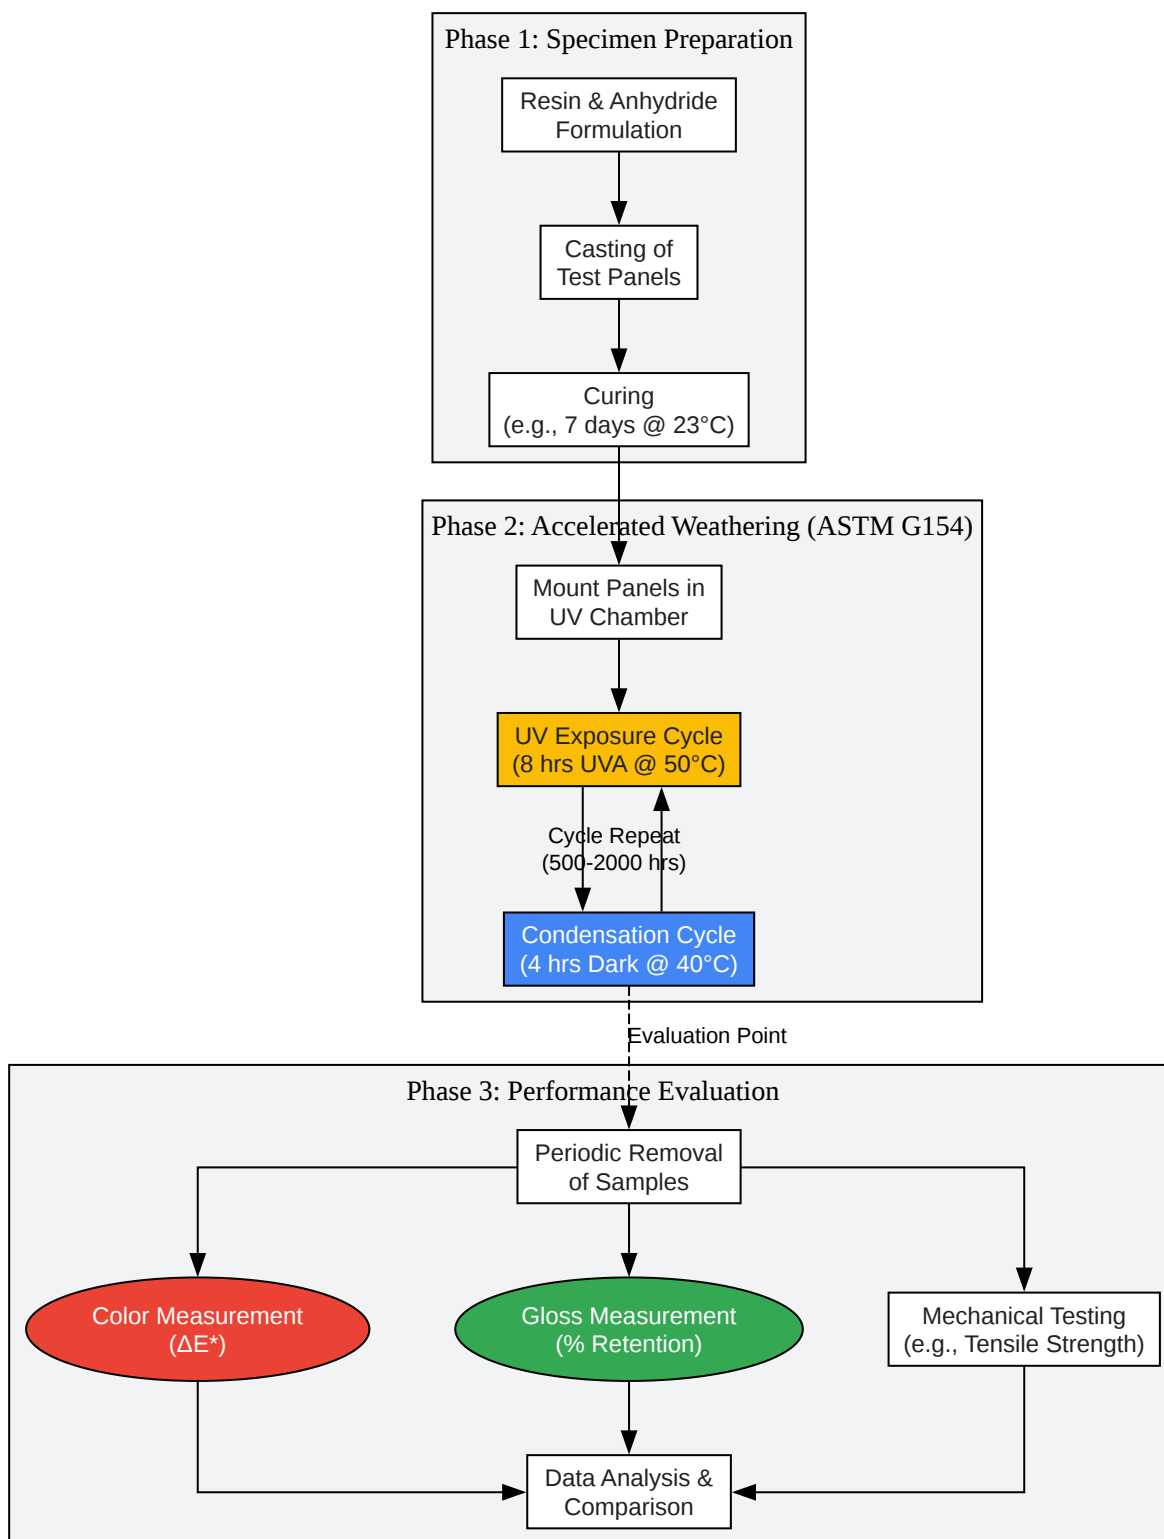 Phase 1: Specimen Preparation
Resin & Anhydride
Formulation
Casting of
Test Panels
Curing
(e.g., 7 days @ 23°C)
Phase 2: Accelerated Weathering (ASTM G154)
Mount Panels in
UV Chamber
UV Exposure Cycle
(8 hrs UVA @ 50°C)
Cycle Repeat
(500-2000 hrs)
Condensation Cycle
(4 hrs Dark @ 40°C)
Evaluation Point
Phase 3: Performance Evaluation
Periodic Removal
of Samples
Color Measurement
(ΔE*)
Gloss Measurement
(% Retention)
Mechanical Testing
(e.g., Tensile Strength)
Data Analysis &
Comparison